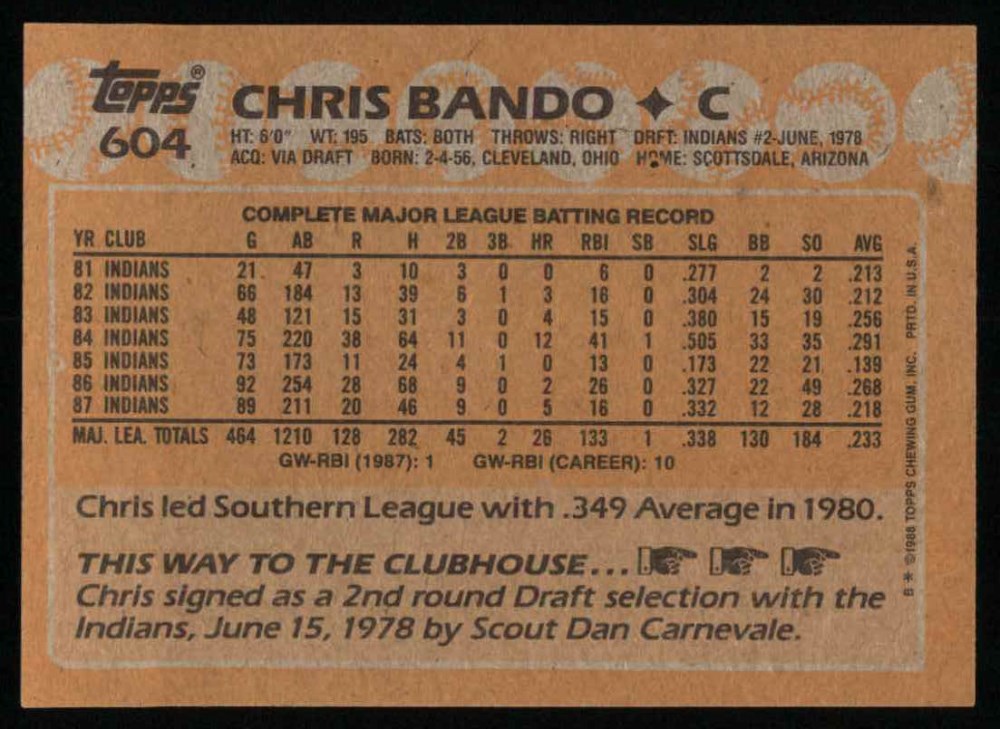 topps®
604
CHRIS BANDO ✦ C
HT: 6'0" WT: 195 BATS: BOTH THROWS: RIGHT DRFT: INDIANS #2-JUNE, 1978
ACQ: VIA DRAFT BORN: 2-4-56, CLEVELAND, OHIO HOME: SCOTTSDALE, ARIZONA
COMPLETE MAJOR LEAGUE BATTING RECORD
YR CLUB G AB R H 2B 3B HR RBI SB SLG BB SO AVG
81 INDIANS 21 47 3 10 3 0 0 6 0 .277 2 2 .213
82 INDIANS 66 184 13 39 6 1 3 16 0 .304 24 30 .212
83 INDIANS 48 121 15 31 3 0 4 15 0 .380 15 19 .256
84 INDIANS 75 220 38 64 11 0 12 41 1 .505 33 35 .291
85 INDIANS 73 173 11 24 4 1 0 13 0 .173 22 21 .139
86 INDIANS 92 254 28 68 9 0 2 26 0 .327 22 49 .268
87 INDIANS 89 211 20 46 9 0 5 16 0 .332 12 28 .218
MAJ. LEA. TOTALS 464 1210 128 282 45 2 26 133 1 .338 130 184 .233
GW-RBI (1987): 1 GW-RBI (CAREER): 10
Chris led Southern League with .349 Average in 1980.
THIS WAY TO THE CLUBHOUSE...
Chris signed as a 2nd round Draft selection with the
Indians, June 15, 1978 by Scout Dan Carnevale.
B* ©1988 TOPPS CHEWING GUM, INC. PRTD. IN U.S.A.